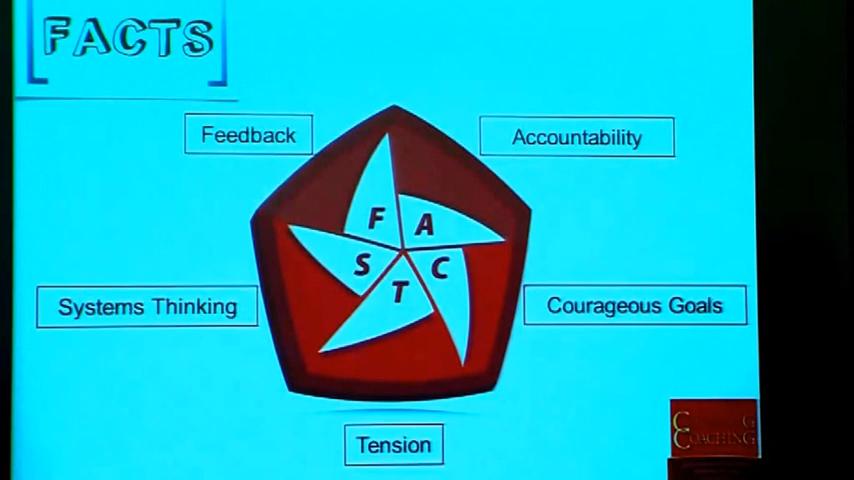 FACTS
Feedback
Accountability
F
A
S
C
T
Systems Thinking
Courageous Goals
Tension
C G
COACHING